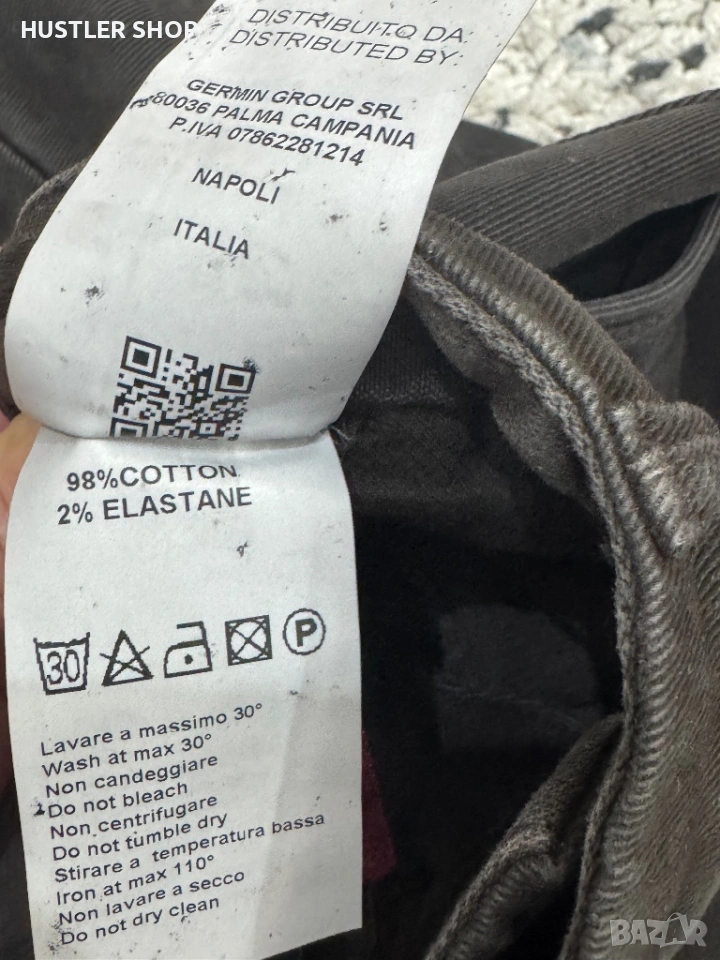 HUSTLER SHOP
DISTRIBUITO DA:
DISTRIBUTED BY:
GERMIN GROUP SRL
80036 PALMA CAMPANIA
P.IVA 07862281214
NAPOLI
ITALIA
98%COTTON
2% ELASTANE
30
P
Lavare a massimo 30°
Wash at max 30°
Non candeggiare
Do not bleach
Non centrifugare
Do not tumble dry
Stirare a temperatura bassa
Iron at max 110°
Non lavare a secco
Do not dry clean
BAZAR